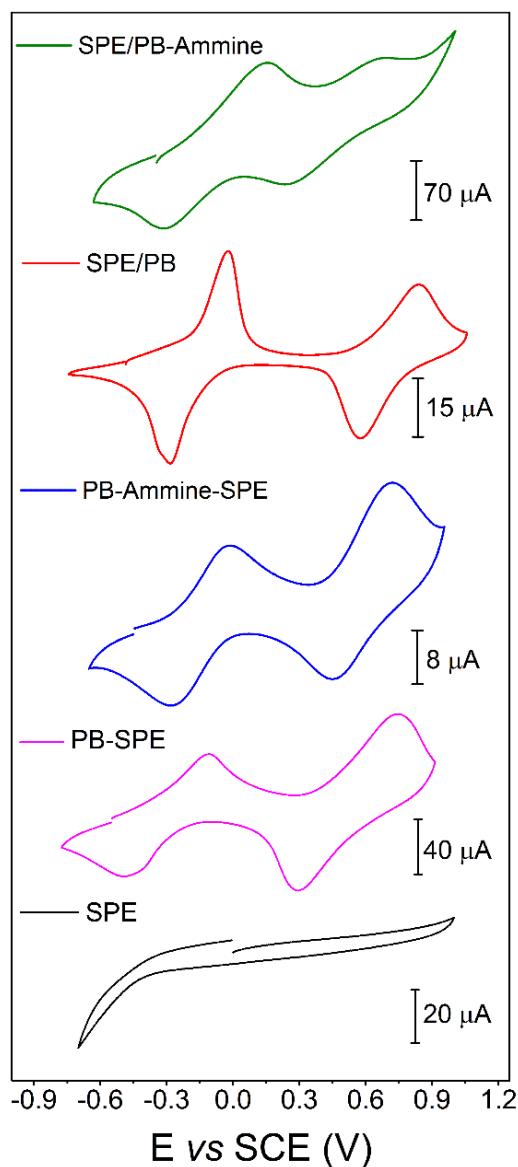 SPE/PB-Ammine
70 μA
SPE/PB
15 μA
PB-Ammine-SPE
8 μA
PB-SPE
40 μA
SPE
20 μA
-0.9 -0.6 -0.3 0.0 0.3 0.6 0.9 1.2
E vs SCE (V)